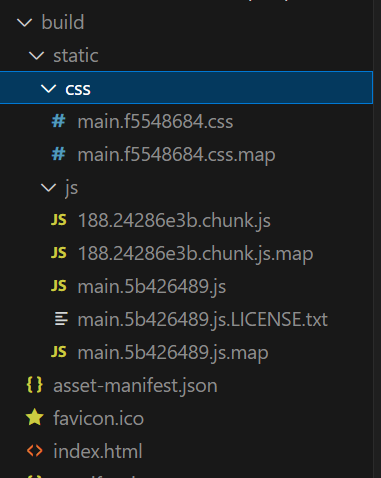 build
static
css
# main.f5548684.css
# main.f5548684.css.map
js
JS 188.24286e3b.chunk.js
JS 188.24286e3b.chunk.js.map
JS main.5b426489.js
main.5b426489.js.LICENSE.txt
JS main.5b426489.js.map
{} asset-manifest.json
favicon.ico
<> index.html